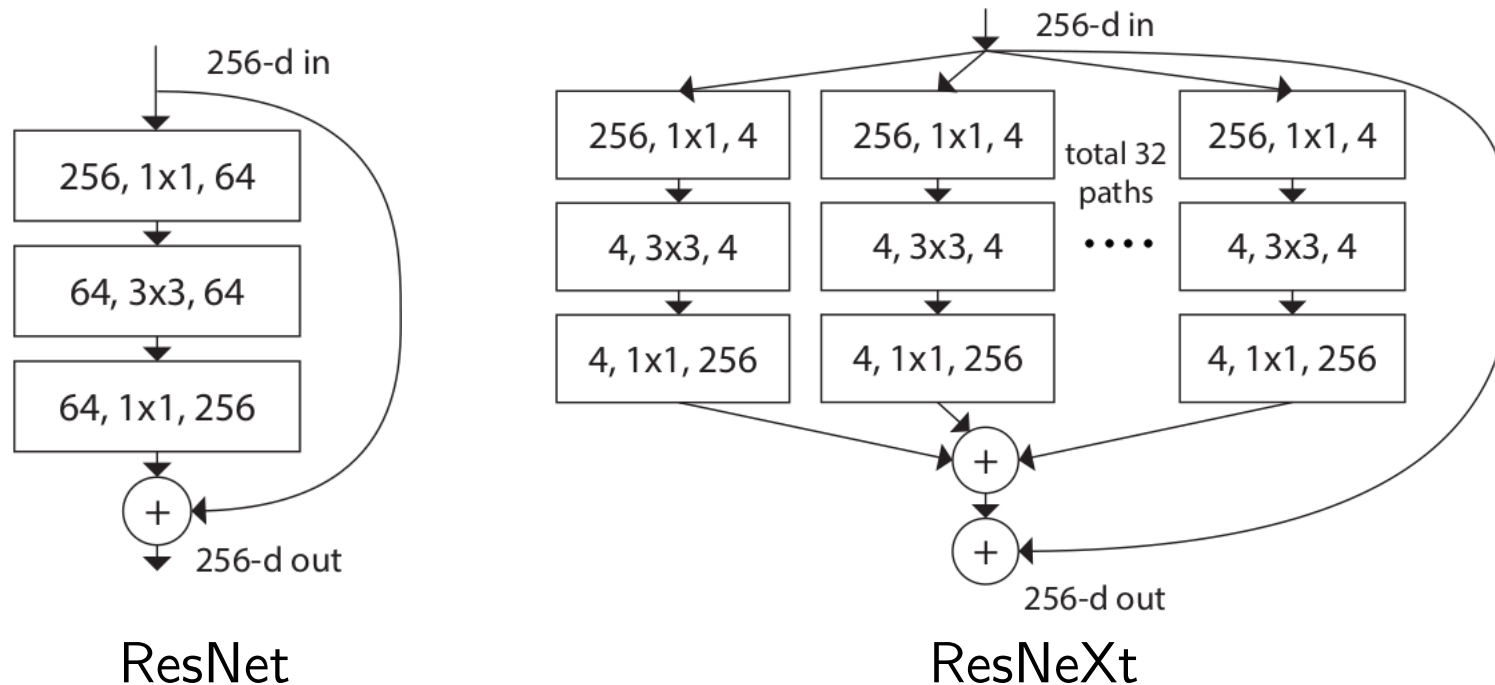 256-d in
256, 1x1, 64
64, 3x3, 64
64, 1x1, 256
+
256-d out
ResNet
256-d in
256, 1x1, 4
256, 1x1, 4
total 32
paths
256, 1x1, 4
4, 3x3, 4
4, 3x3, 4
....
4, 3x3, 4
4, 1x1, 256
4, 1x1, 256
4, 1x1, 256
+
+
256-d out
ResNeXt